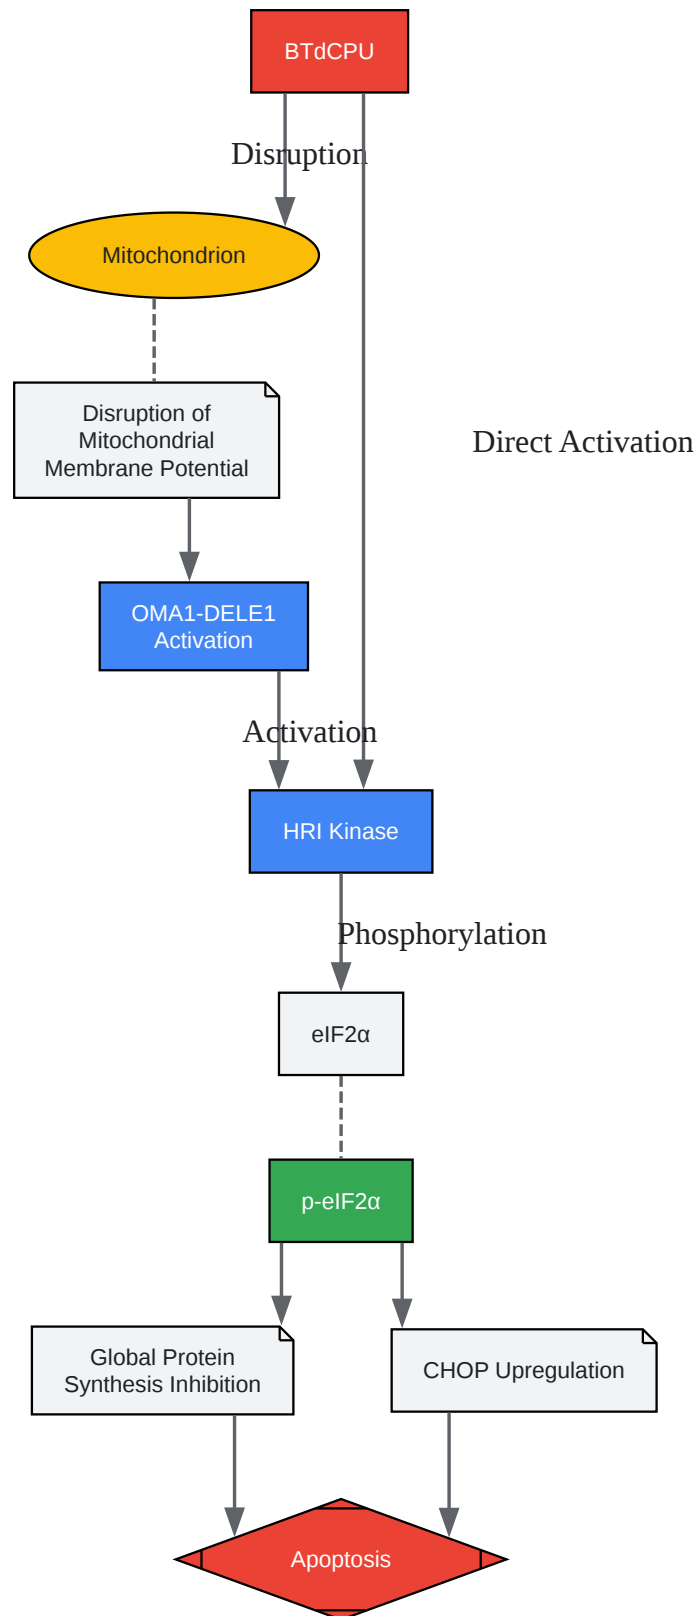 BTdCPU
Disruption
Mitochondrion
Disruption of
Mitochondrial
Membrane Potential
Direct Activation
OMA1-DELE1
Activation
Activation
HRI Kinase
Phosphorylation
eIF2α
p-eIF2α
Global Protein
Synthesis Inhibition
CHOP Upregulation
Apoptosis